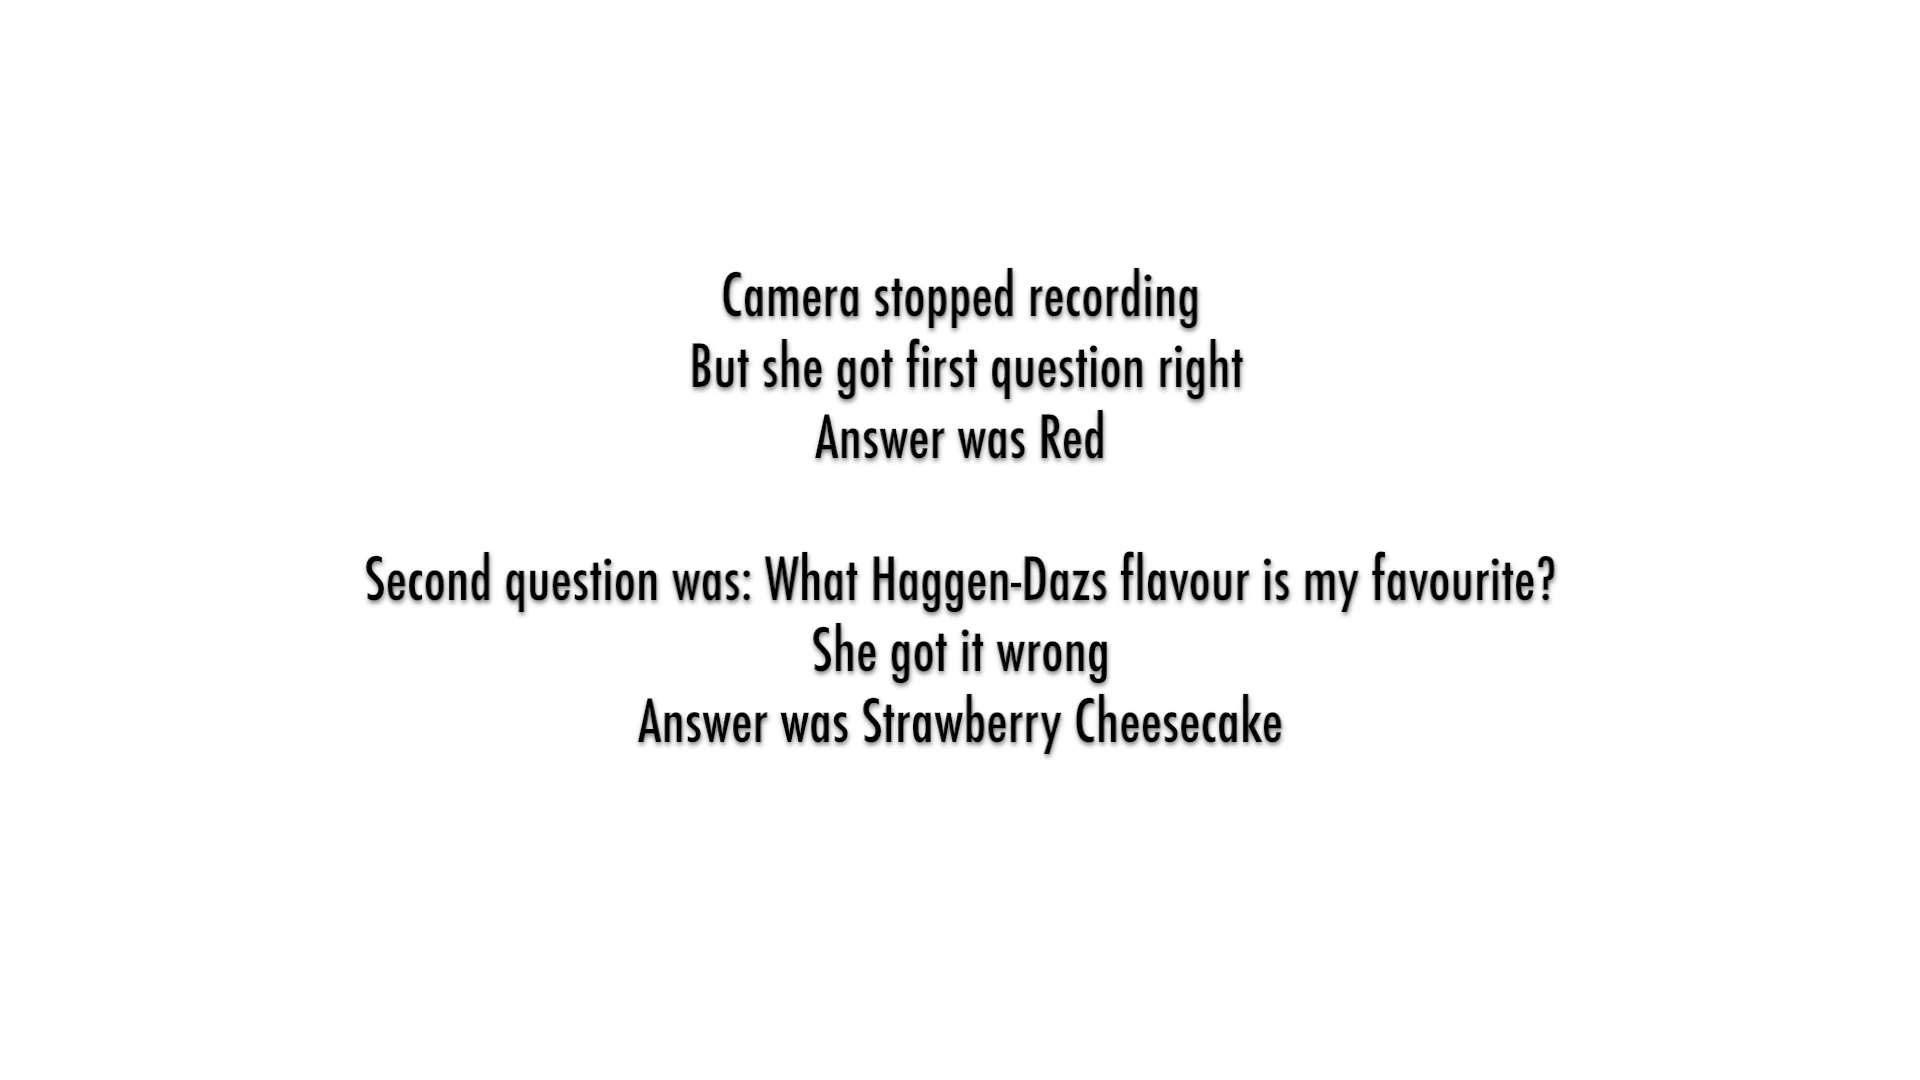 Camera stopped recording
But she got first question right
Answer was Red
Second question was: What Haggen-Dazs flavour is my favourite?
She got it wrong
Answer was Strawberry Cheesecake